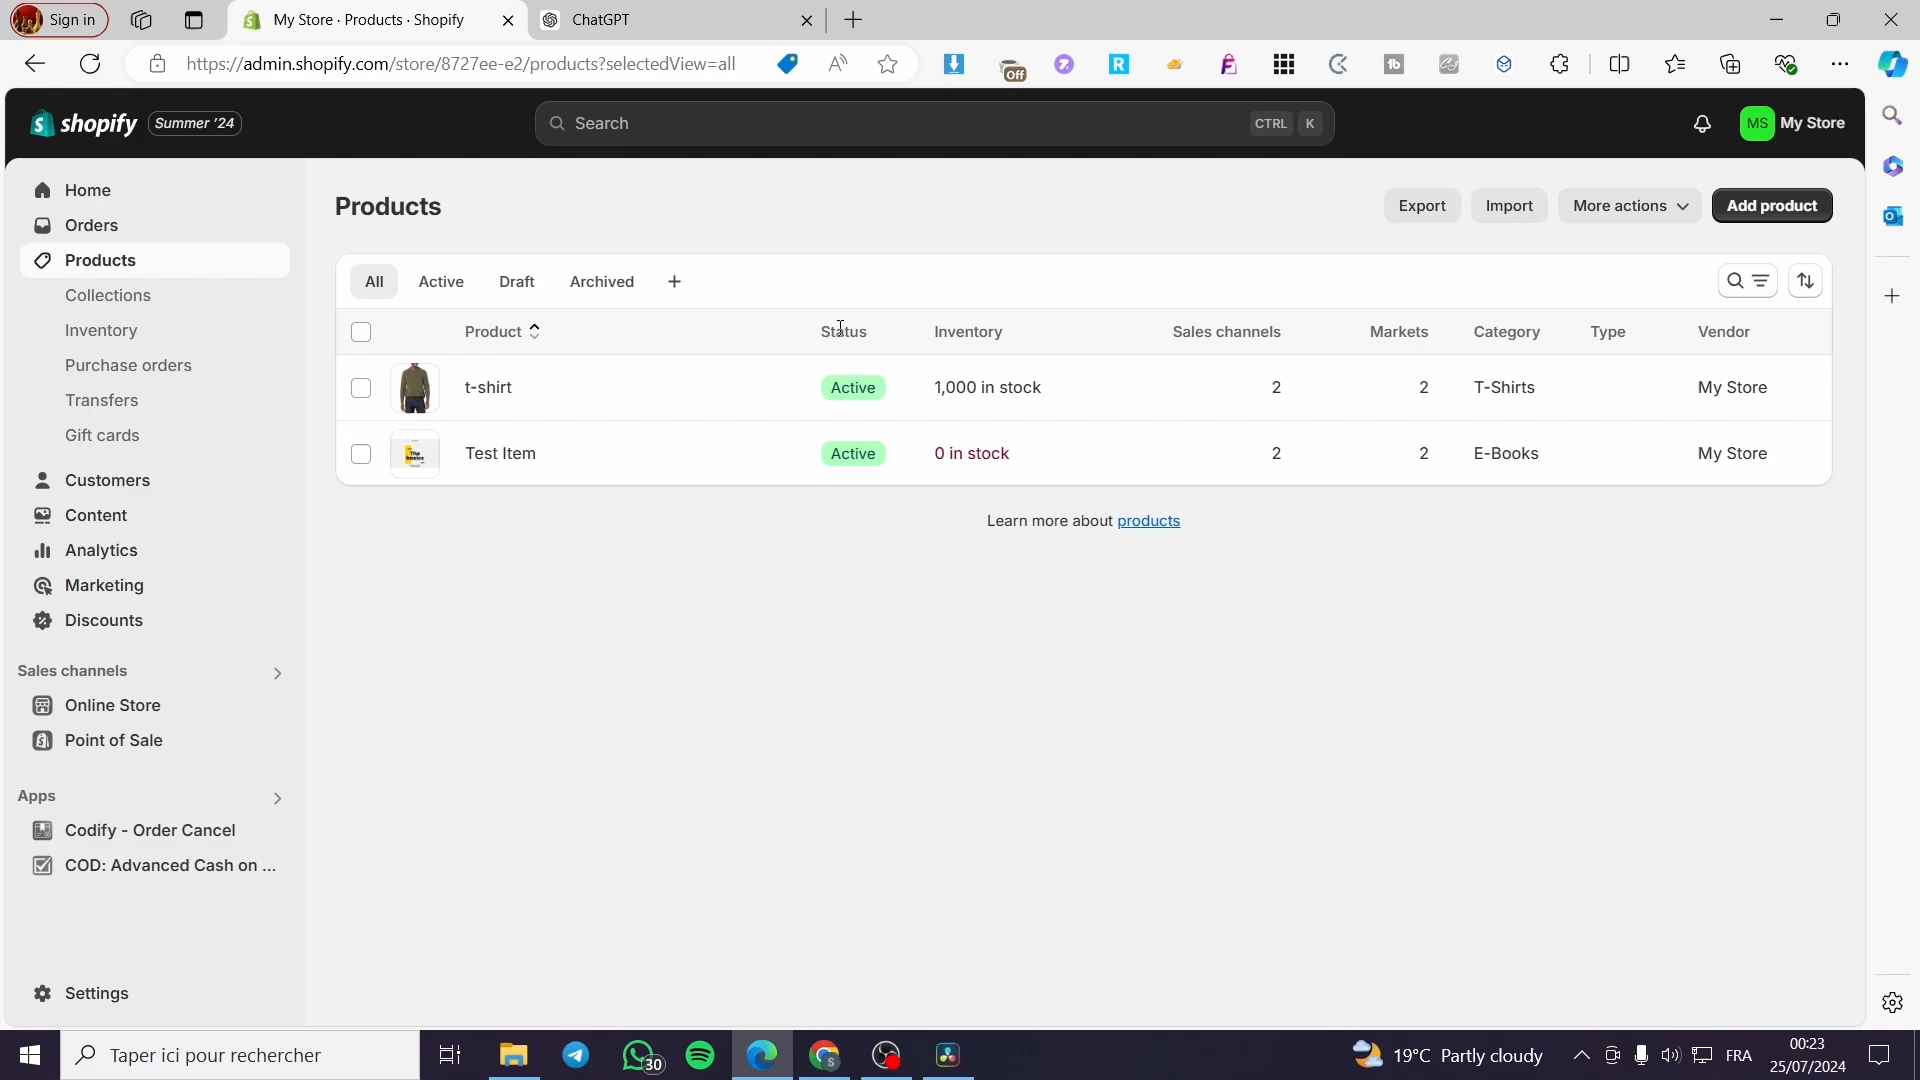 Sign in
My Store · Products · Shopify
ChatGPT
https://admin.shopify.com/store/8727ee-e2/products?selectedView=all
Off
shopify
Summer '24
Search
CTRL K
MS My Store
Home
Orders
Products
Collections
Inventory
Purchase orders
Transfers
Gift cards
Customers
Content
Analytics
Marketing
Discounts
Sales channels
Online Store
Point of Sale
Apps
Codify - Order Cancel
COD: Advanced Cash on ...
Settings
Products
Export
Import
More actions
Add product
All
Active
Draft
Archived
Product Status Inventory Sales channels Markets Category Type Vendor
t-shirt Active 1,000 in stock 2 2 T-Shirts My Store
Test Item Active 0 in stock 2 2 E-Books My Store
Learn more about products
Taper ici pour rechercher
30
19°C Partly cloudy
FRA
00:23
25/07/2024